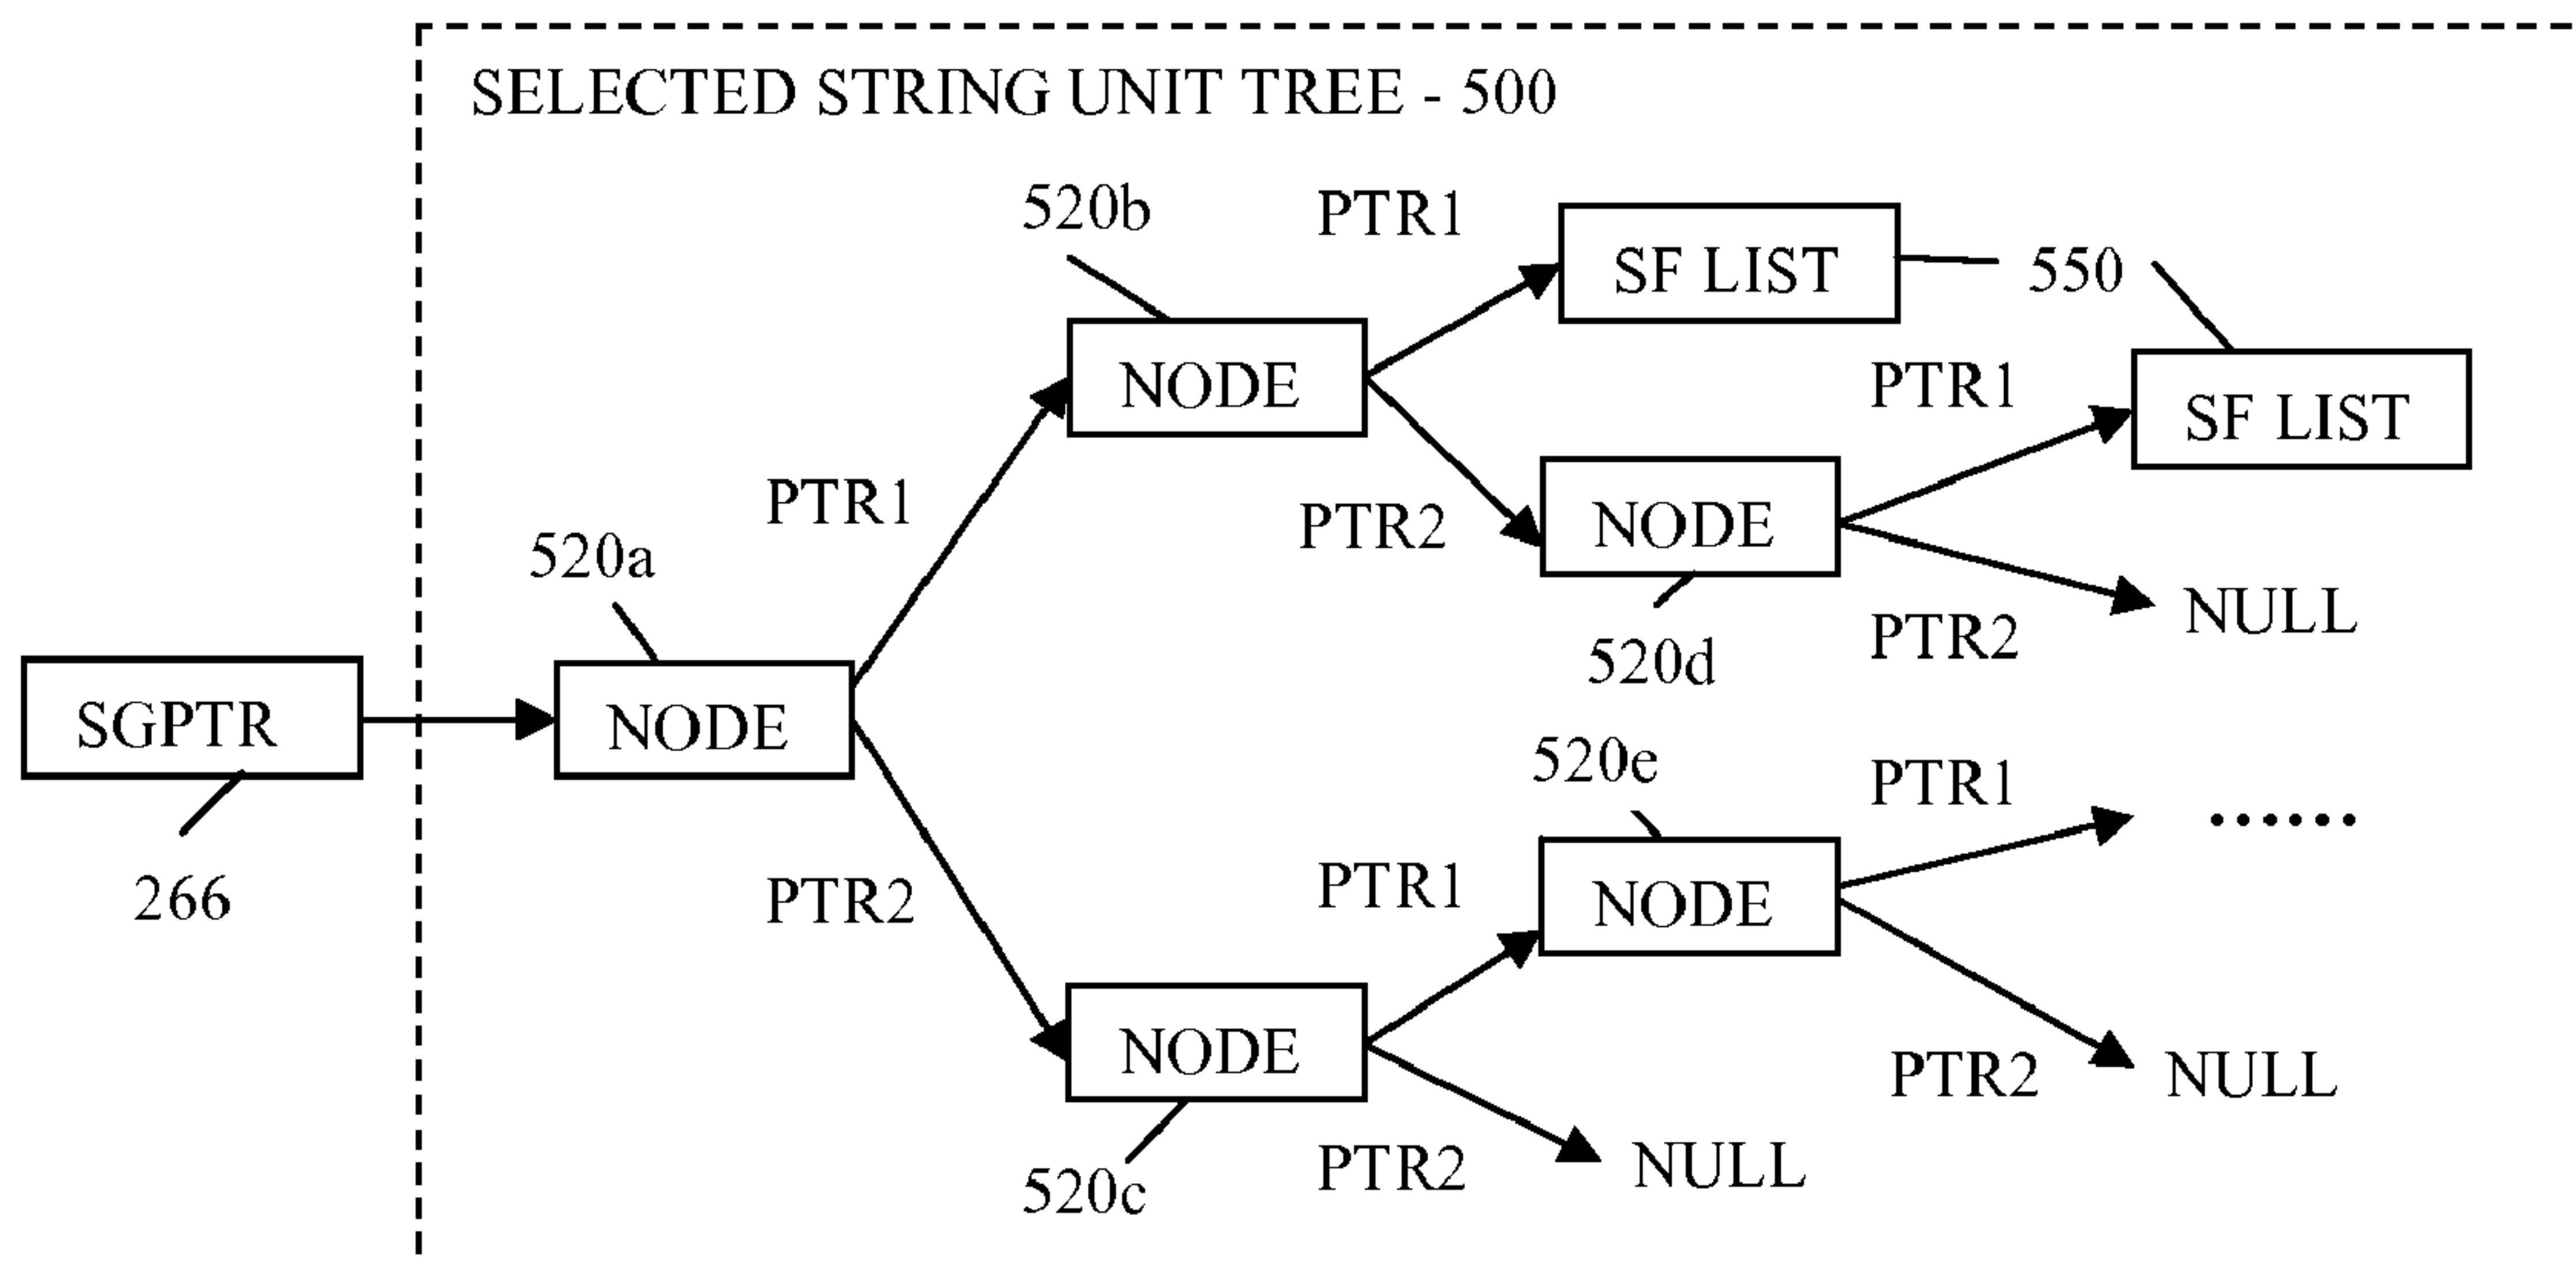 SELECTED STRING UNIT TREE - 500
520b
PTR1
SF LIST
550
NODE
PTR1
SF LIST
PTR1
PTR2
NODE
520a
NULL
PTR2
520d
SGPTR
NODE
520e
PTR1
......
266
PTR2
PTR1
NODE
NODE
PTR2
NULL
PTR2
NULL
520c